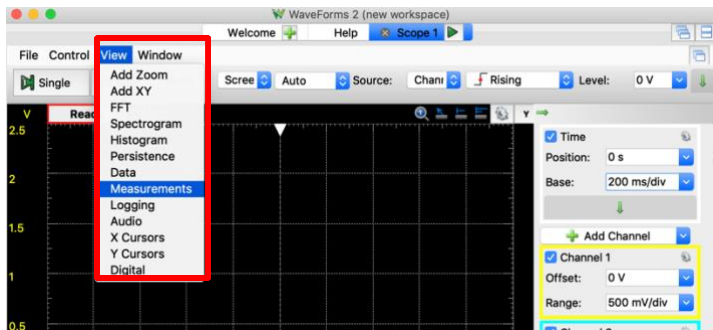 WaveForms 2 (new workspace)
Welcome Help Scope 1
File Control View Window
Single Scree Auto Source: Chan Rising Level: 0 V
Add Zoom
Add XY
FFT
Spectrogram
Histogram
Persistence
Data
Measurements
Logging
Audio
X Cursors
Y Cursors
Digital
V Read Y
2.5
2
1.5
1
0.5
Time
Position: 0 s
Base: 200 ms/div
Add Channel
Channel 1
Offset: 0 V
Range: 500 mV/div